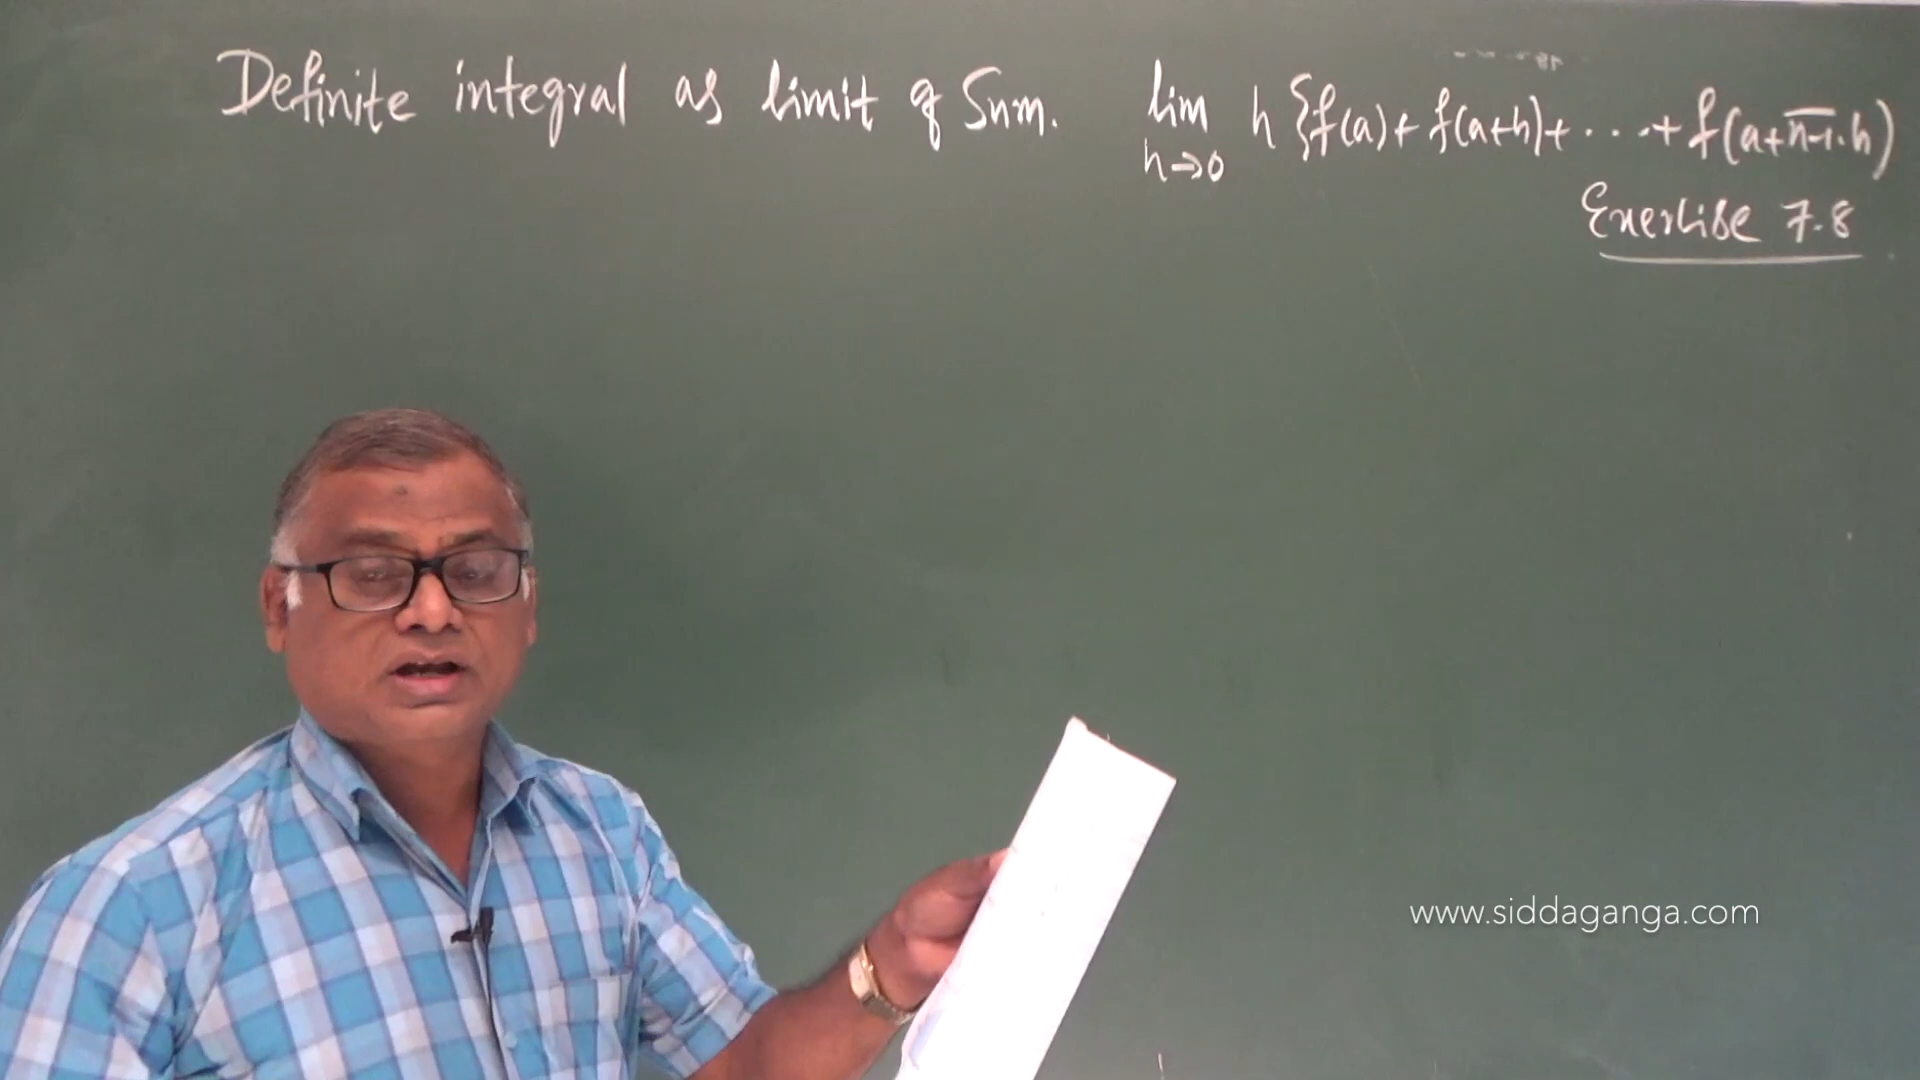 Definite integral as limit of Sum. lim h→0 h {f(a)+ f(a+h)+ · · · + f(a+n-1·h)
Exercise 7.8
www.siddaganga.com